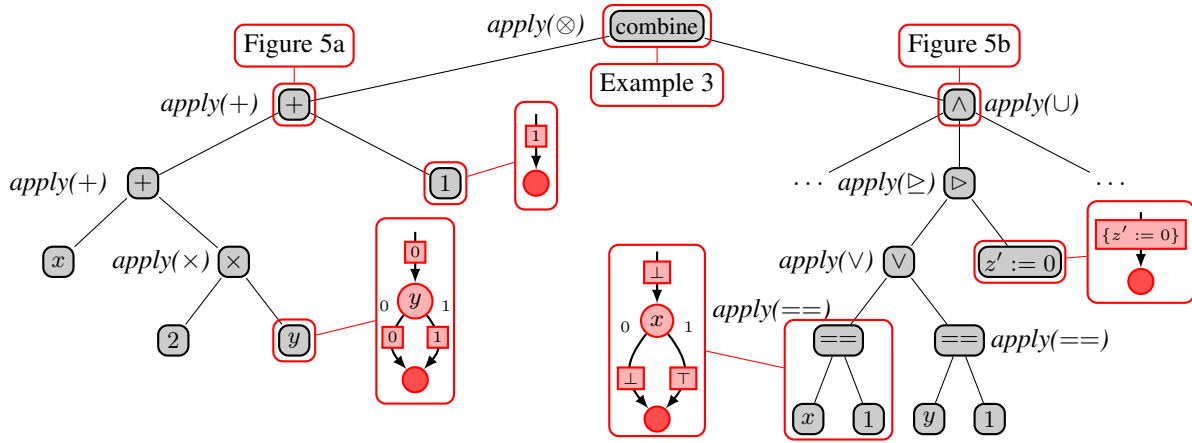 apply(⊗) combine
Figure 5a
Figure 5b
Example 3
apply(+) +
∧ apply(∪)
1
apply(+) +
1
· · ·
apply(⊵) ▷
· · ·
{z′ := 0}
x
apply(×) ×
0
⊥
apply(∨) ∨
z′ := 0
0 y 1
0 x 1
apply(==)
2
y
0 1
==
== apply(==)
⊥ ⊤
x 1
y 1